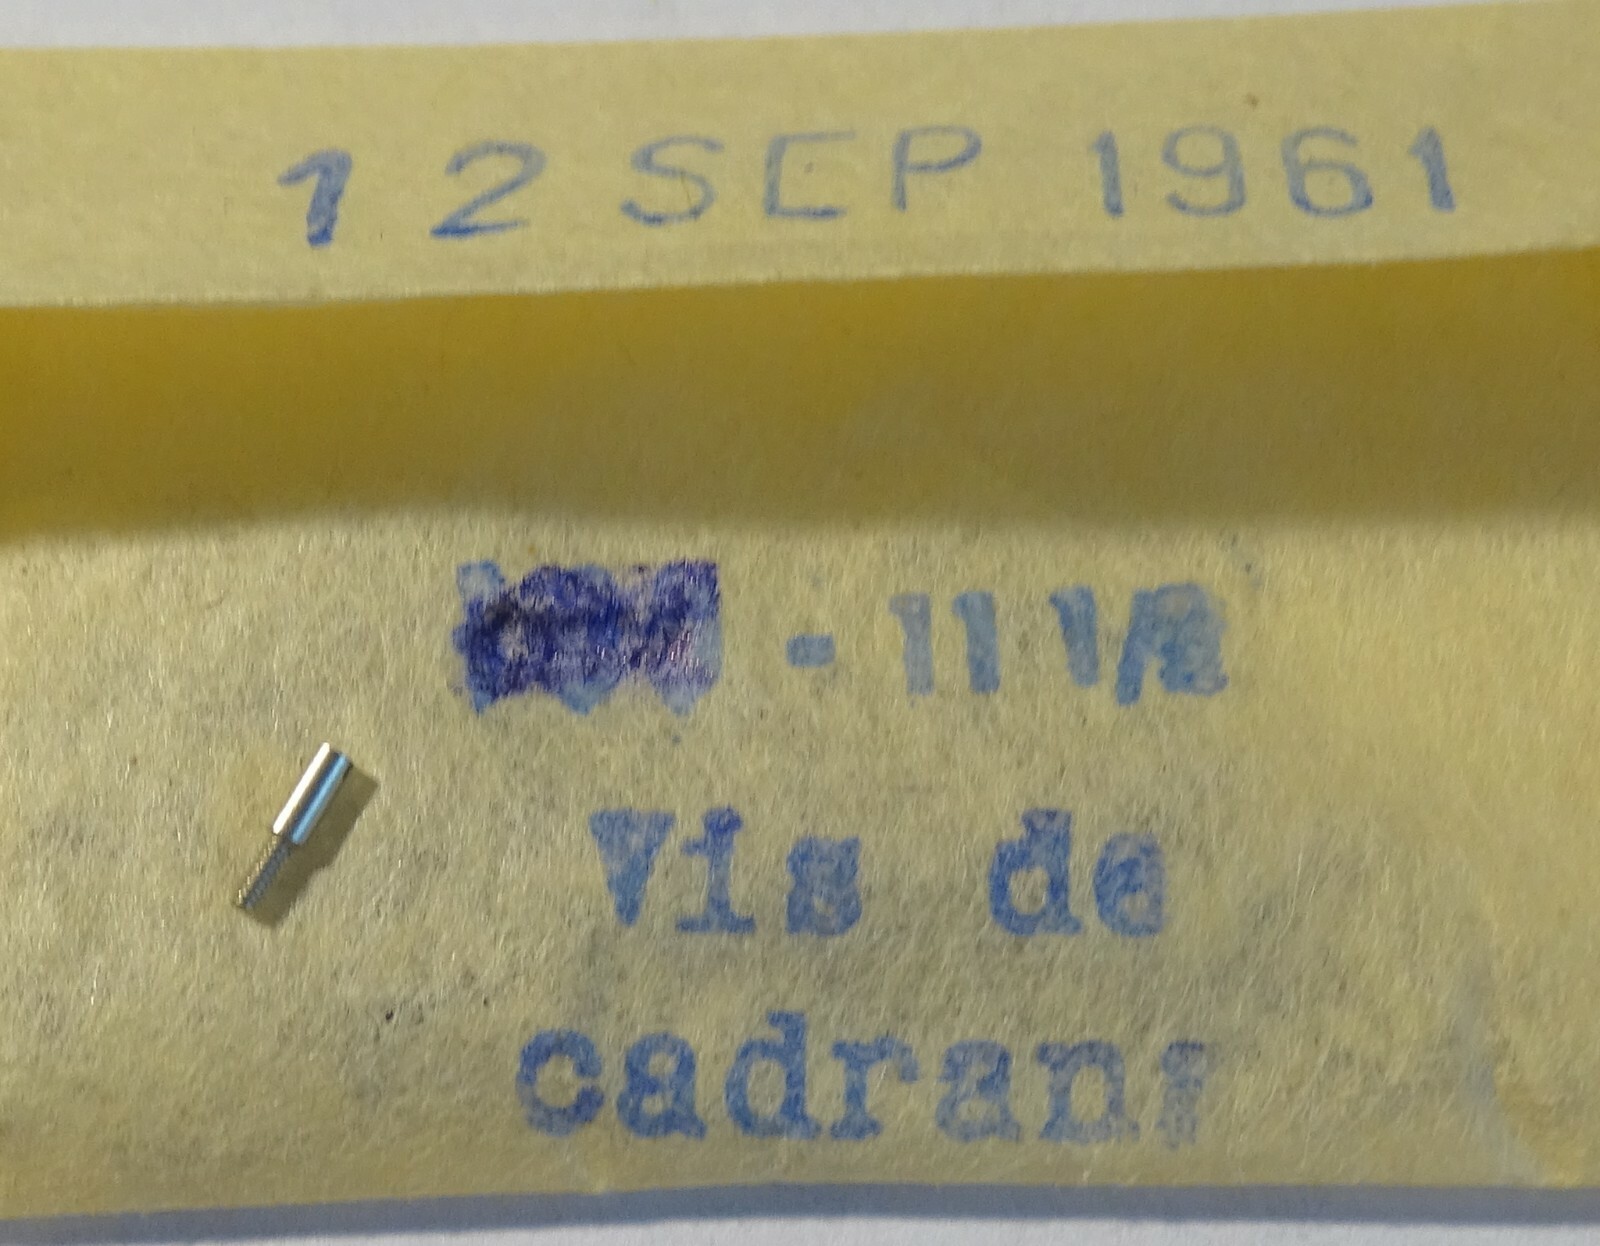 12 SEP 1961
- 11 1/2
Vis de
cadran